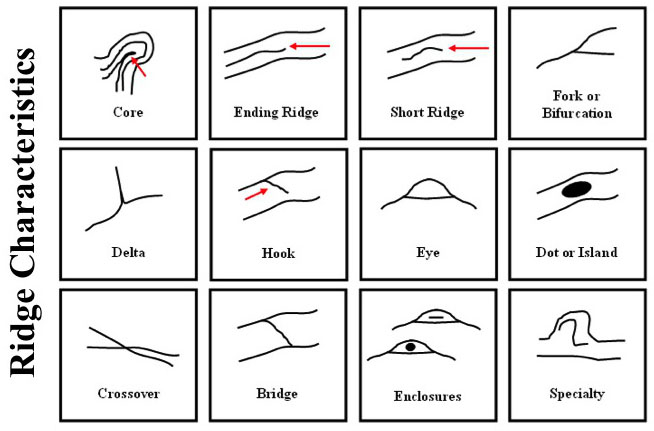 Ridge Characteristics
Core
Ending Ridge
Short Ridge
Fork or
Bifurcation
Delta
Hook
Eye
Dot or Island
Crossover
Bridge
Enclosures
Specialty